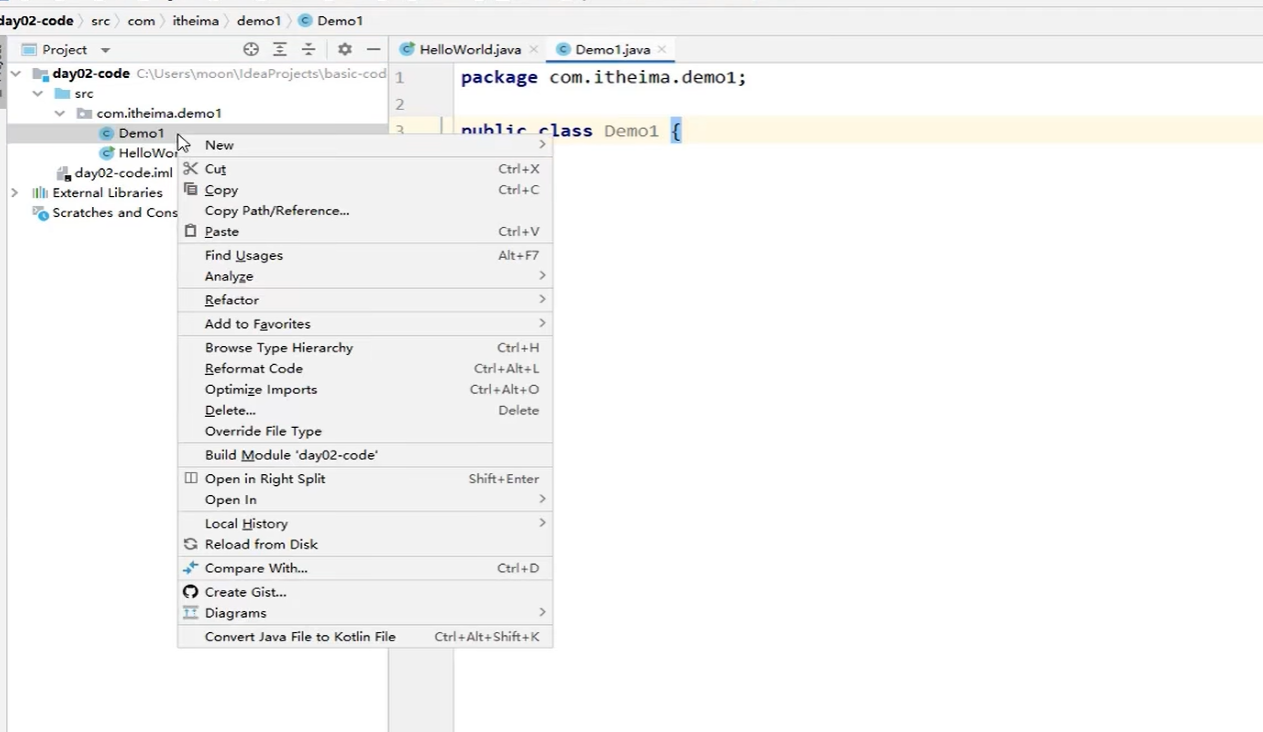 day02-code src com itheima demo1 Demo1
Project
HelloWorld.java
Demo1.java
day02-code C:\Users\moon\IdeaProjects\basic-cod
src
com.itheima.demo1
Demo1
HelloWor
day02-code.iml
External Libraries
Scratches and Cons
1 package com.itheima.demo1;
2
3 public class Demo1 {
New
Cut Ctrl+X
Copy Ctrl+C
Copy Path/Reference...
Paste Ctrl+V
Find Usages Alt+F7
Analyze
Refactor
Add to Favorites
Browse Type Hierarchy Ctrl+H
Reformat Code Ctrl+Alt+L
Optimize Imports Ctrl+Alt+O
Delete... Delete
Override File Type
Build Module 'day02-code'
Open in Right Split Shift+Enter
Open In
Local History
Reload from Disk
Compare With... Ctrl+D
Create Gist...
Diagrams
Convert Java File to Kotlin File Ctrl+Alt+Shift+K